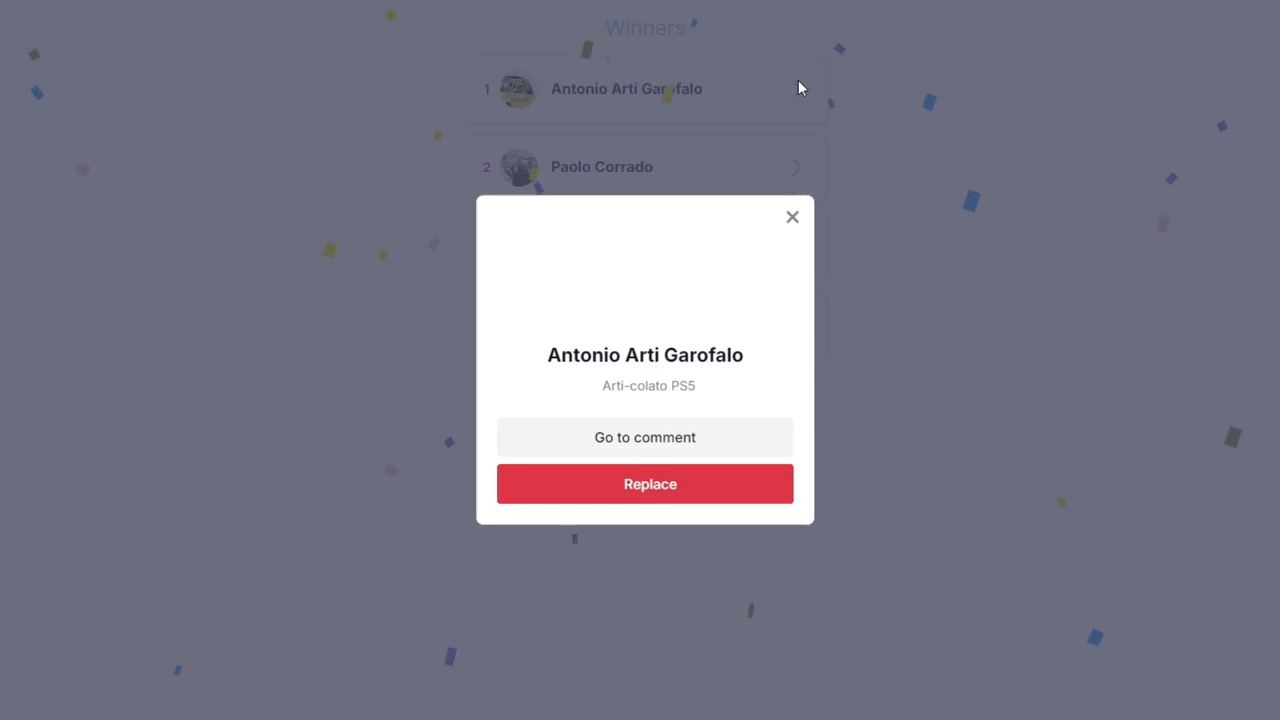 Winners
1 Antonio Arti Garofalo
2 Paolo Corrado
Antonio Arti Garofalo
Arti-colato PS5
Go to comment
Replace